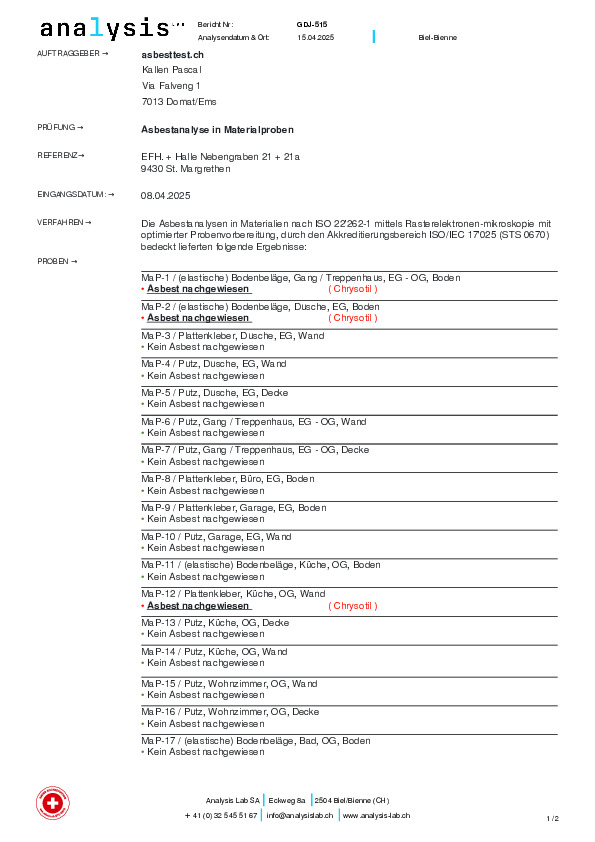 analysis
Bericht Nr: GDJ-515
Analysendatum & Ort: 15.04.2025 Biel-Bienne
AUFTRAGGEBER → asbesttest.ch
Kallen Pascal
Via Falveng 1
7013 Domat/Ems
PRÜFUNG → Asbestanalyse in Materialproben
REFERENZ → EFH. + Halle Nebengraben 21 + 21a
9430 St. Margrethen
EINGANGSDATUM: → 08.04.2025
VERFAHREN → Die Asbestanalysen in Materialien nach ISO 22'262-1 mittels Rasterelektronen-mikroskopie mit
optimierter Probenvorbereitung, durch den Akkreditierungsbereich ISO/IEC 17'025 (STS 0670)
bedeckt lieferten folgende Ergebnisse:
PROBEN →
MaP-1 / (elastische) Bodenbeläge, Gang / Treppenhaus, EG - OG, Boden
• Asbest nachgewiesen ( Chrysotil )
MaP-2 / (elastische) Bodenbeläge, Dusche, EG, Boden
• Asbest nachgewiesen ( Chrysotil )
MaP-3 / Plattenkleber, Dusche, EG, Wand
• Kein Asbest nachgewiesen
MaP-4 / Putz, Dusche, EG, Wand
• Kein Asbest nachgewiesen
MaP-5 / Putz, Dusche, EG, Decke
• Kein Asbest nachgewiesen
MaP-6 / Putz, Gang / Treppenhaus, EG - OG, Wand
• Kein Asbest nachgewiesen
MaP-7 / Putz, Gang / Treppenhaus, EG - OG, Decke
• Kein Asbest nachgewiesen
MaP-8 / Plattenkleber, Büro, EG, Boden
• Kein Asbest nachgewiesen
MaP-9 / Plattenkleber, Garage, EG, Boden
• Kein Asbest nachgewiesen
MaP-10 / Putz, Garage, EG, Wand
• Kein Asbest nachgewiesen
MaP-11 / (elastische) Bodenbeläge, Küche, OG, Boden
• Kein Asbest nachgewiesen
MaP-12 / Plattenkleber, Küche, OG, Wand
• Asbest nachgewiesen ( Chrysotil )
MaP-13 / Putz, Küche, OG, Decke
• Kein Asbest nachgewiesen
MaP-14 / Putz, Küche, OG, Wand
• Kein Asbest nachgewiesen
MaP-15 / Putz, Wohnzimmer, OG, Wand
• Kein Asbest nachgewiesen
MaP-16 / Putz, Wohnzimmer, OG, Decke
• Kein Asbest nachgewiesen
MaP-17 / (elastische) Bodenbeläge, Bad, OG, Boden
• Kein Asbest nachgewiesen
Analysis Lab SA | Eckweg 8a | 2504 Biel/Bienne (CH)
+ 41 (0) 32 545 51 67 | info@analysislab.ch | www.analysis-lab.ch
1 / 2